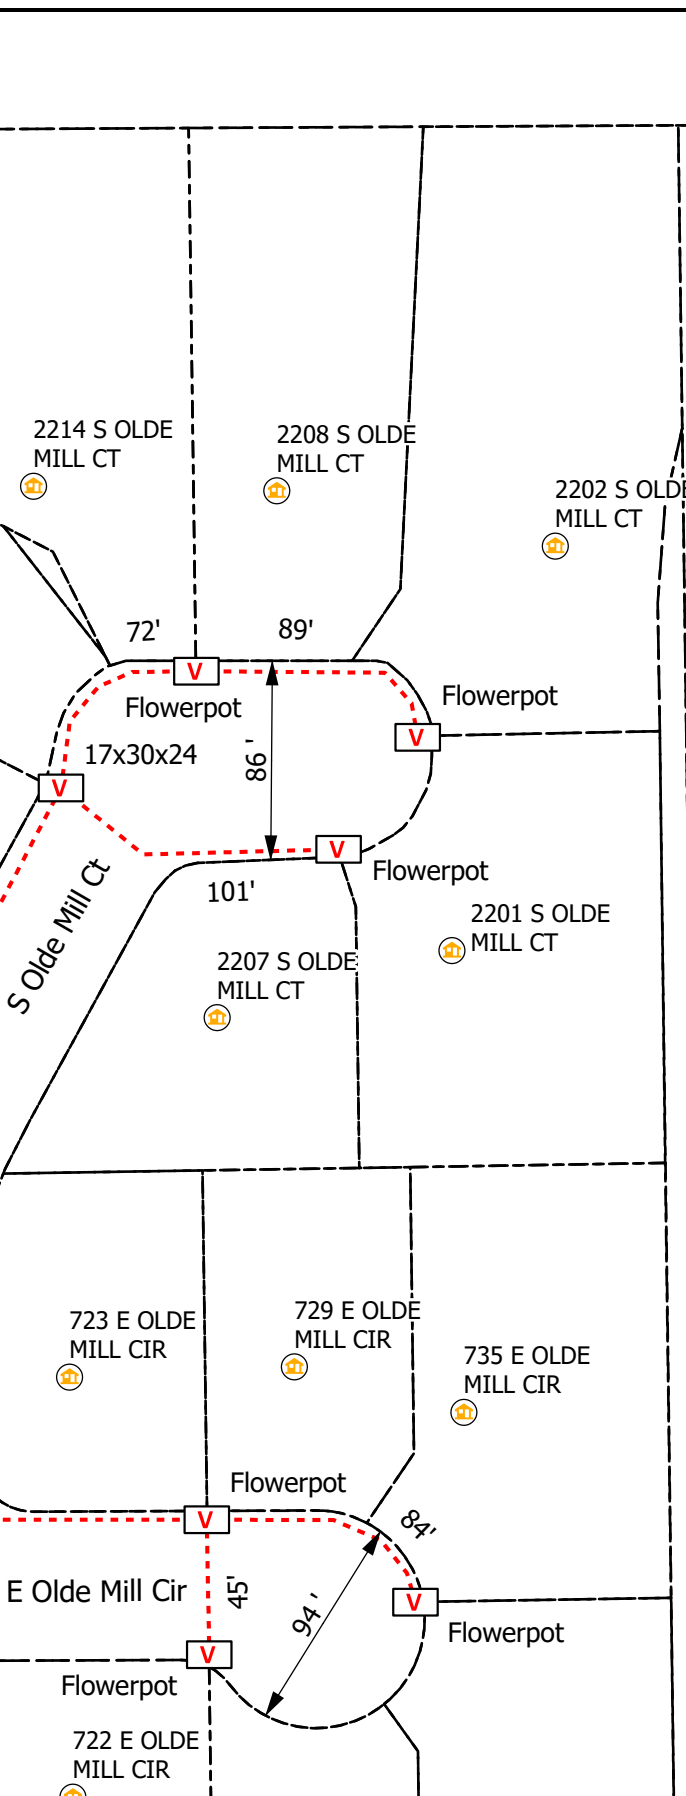 2214 S OLDE
MILL CT
2208 S OLDE
MILL CT
2202 S OLDE
MILL CT
72'
89'
V
Flowerpot
Flowerpot
V
86 '
17x30x24
V
V
Flowerpot
101'
S Olde Mill Ct
2201 S OLDE
MILL CT
2207 S OLDE
MILL CT
723 E OLDE
MILL CIR
729 E OLDE
MILL CIR
735 E OLDE
MILL CIR
Flowerpot
V
84'
E Olde Mill Cir
45'
94 '
V
Flowerpot
V
Flowerpot
722 E OLDE
MILL CIR